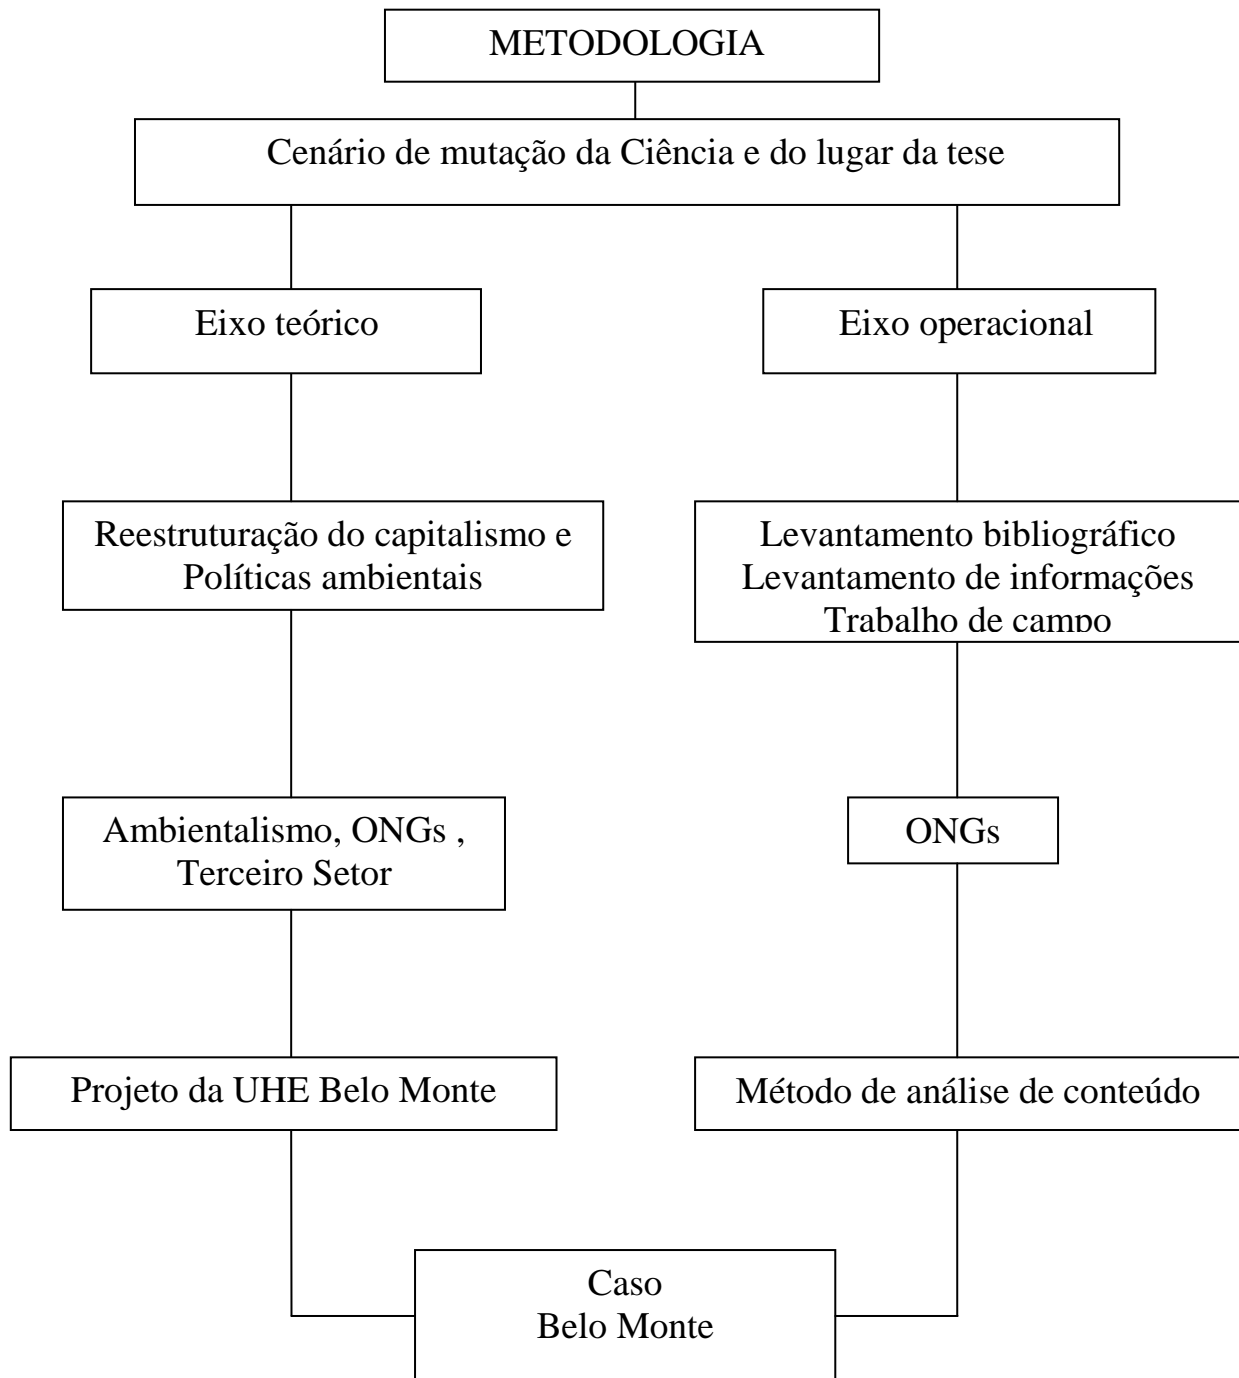 METODOLOGIA
Cenário de mutação da Ciência e do lugar da tese
Eixo teórico
Eixo operacional
Reestruturação do capitalismo e
Políticas ambientais
Levantamento bibliográfico
Levantamento de informações
Trabalho de campo
Ambientalismo, ONGs ,
Terceiro Setor
ONGs
Projeto da UHE Belo Monte
Método de análise de conteúdo
Caso
Belo Monte